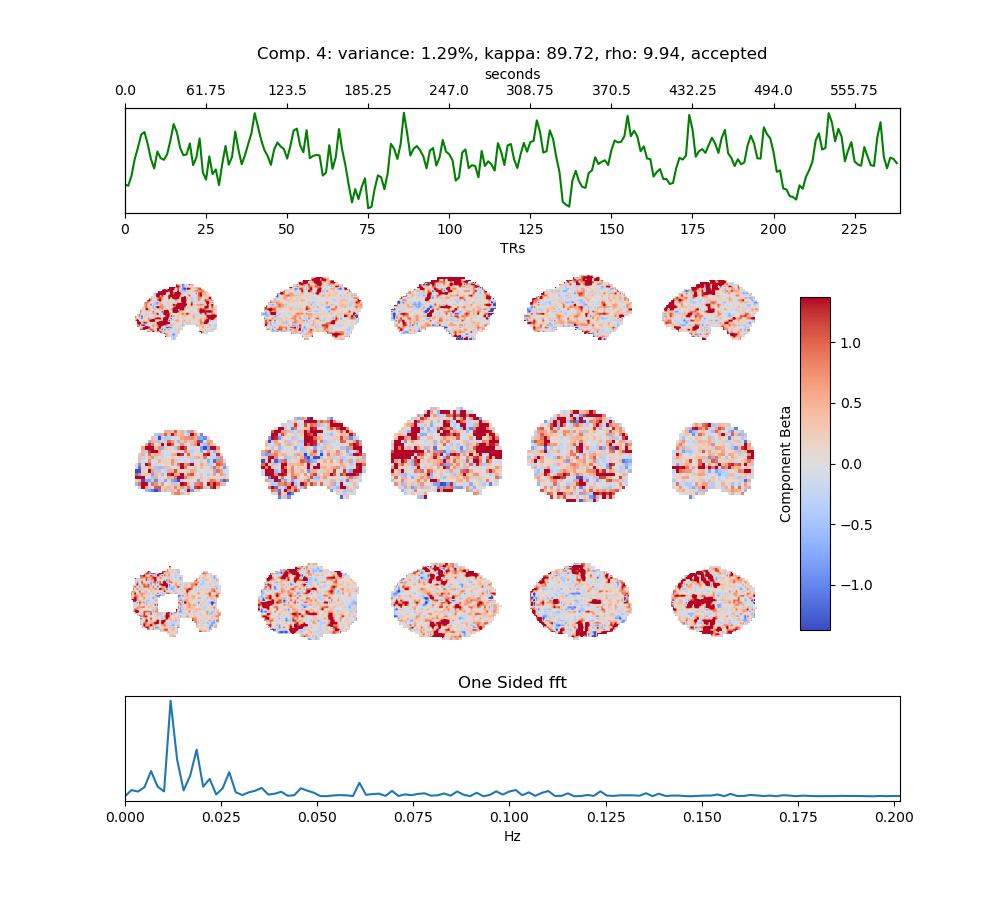 Comp. 4: variance: 1.29%, kappa: 89.72, rho: 9.94, accepted
seconds
0.0 61.75 123.5 185.25 247.0 308.75 370.5 432.25 494.0 555.75
0 25 50 75 100 125 150 175 200 225
TRs
1.0
0.5
0.0
−0.5
−1.0
Component Beta
One Sided fft
0.000 0.025 0.050 0.075 0.100 0.125 0.150 0.175 0.200
Hz